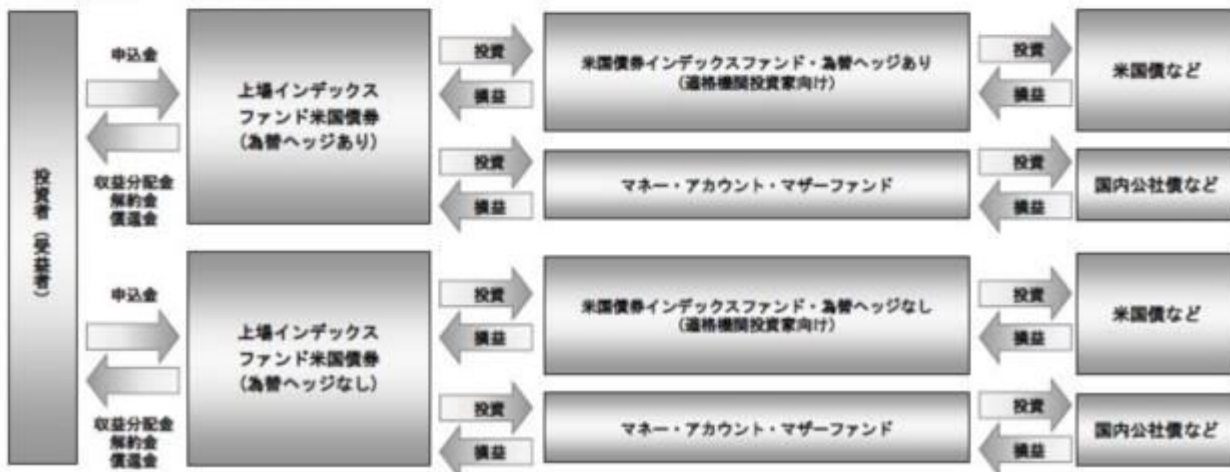 投資者（受益者）
申込金
収益分配金
解約金
償還金
上場インデックス
ファンド米国債券
(為替ヘッジあり)
投資
損益
米国債券インデックスファンド・為替ヘッジあり
(適格機関投資家向け)
投資
損益
米国債など
投資
損益
マネー・アカウント・マザーファンド
投資
損益
国内公社債など
申込金
収益分配金
解約金
償還金
上場インデックス
ファンド米国債券
(為替ヘッジなし)
投資
損益
米国債券インデックスファンド・為替ヘッジなし
(適格機関投資家向け)
投資
損益
米国債など
投資
損益
マネー・アカウント・マザーファンド
投資
損益
国内公社債など